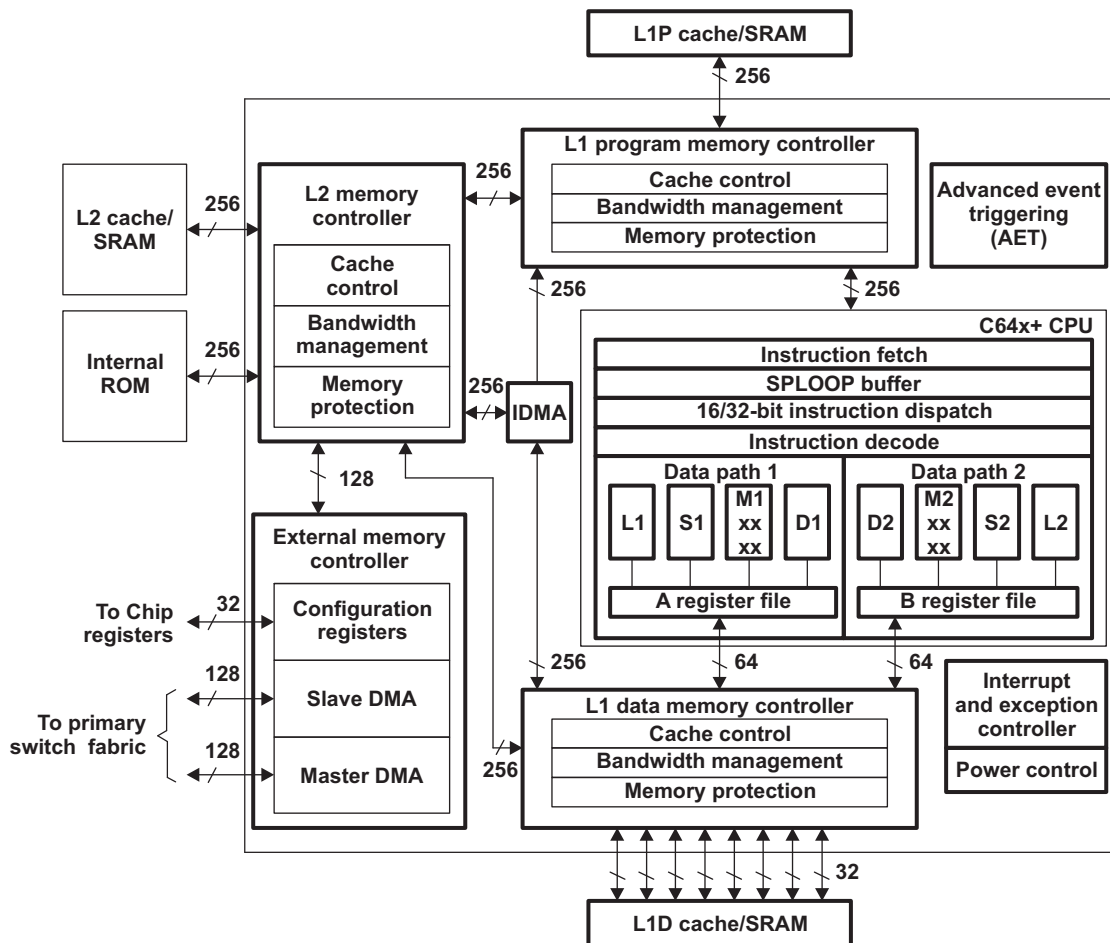 L1P cache/SRAM
256
L1 program memory controller
Cache control
Bandwidth management
Memory protection
Advanced event
triggering
(AET)
L2 cache/
SRAM
256
L2 memory
controller
256
Cache
control
Bandwidth
management
Memory
protection
Internal
ROM
256
256
256
256
IDMA
C64x+ CPU
Instruction fetch
SPLOOP buffer
16/32-bit instruction dispatch
Instruction decode
Data path 1
Data path 2
L1
S1
M1
xx
xx
D1
D2
M2
xx
xx
S2
L2
A register file
B register file
128
External memory
controller
Configuration
registers
Slave DMA
Master DMA
To Chip
registers
32
128
To primary
switch fabric
128
256
64
64
256
L1 data memory controller
Cache control
Bandwidth management
Memory protection
Interrupt
and exception
controller
Power control
32
L1D cache/SRAM